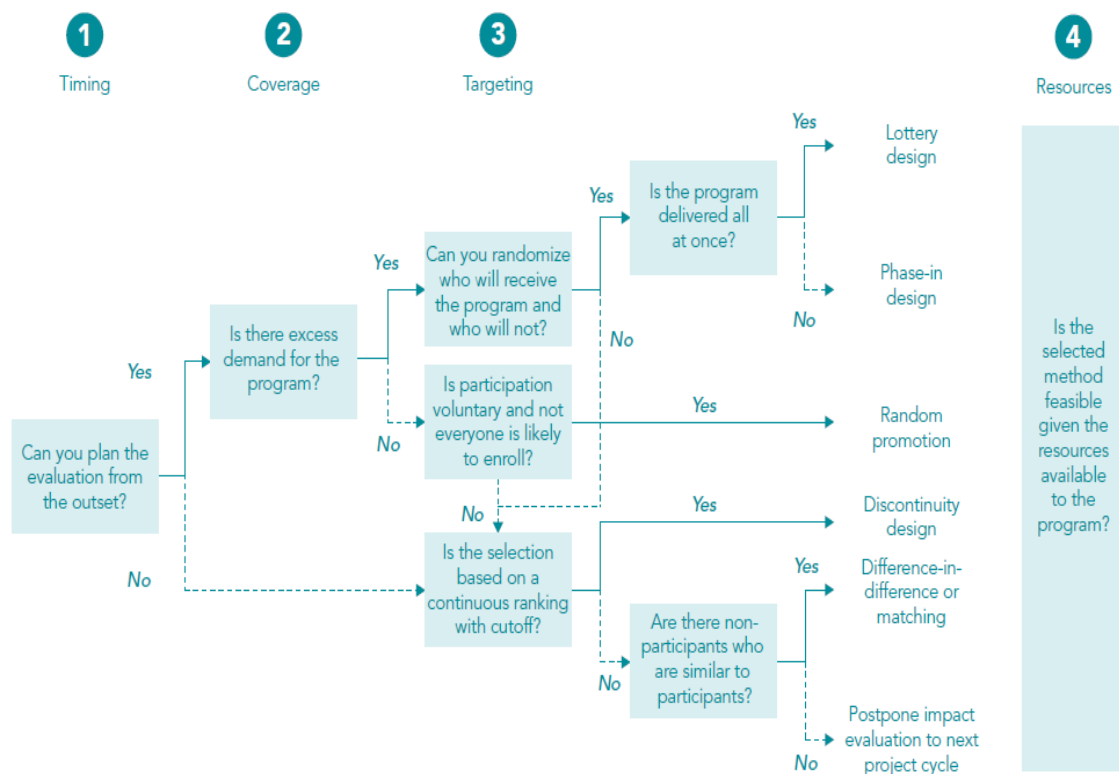 1
Timing
2
Coverage
3
Targeting
4
Resources
Can you plan the
evaluation from
the outset?
Yes
No
Is there excess
demand for the
program?
Yes
No
Can you randomize
who will receive
the program and
who will not?
Yes
No
Is participation
voluntary and not
everyone is likely
to enroll?
Yes
No
Is the selection
based on a
continuous ranking
with cutoff?
Yes
No
Is the program
delivered all
at once?
Yes
No
Are there non-
participants who
are similar to
participants?
Yes
No
Lottery
design
Phase-in
design
Random
promotion
Discontinuity
design
Difference-in-
difference or
matching
Postpone impact
evaluation to next
project cycle
Is the
selected
method
feasible
given the
resources
available
to the
program?